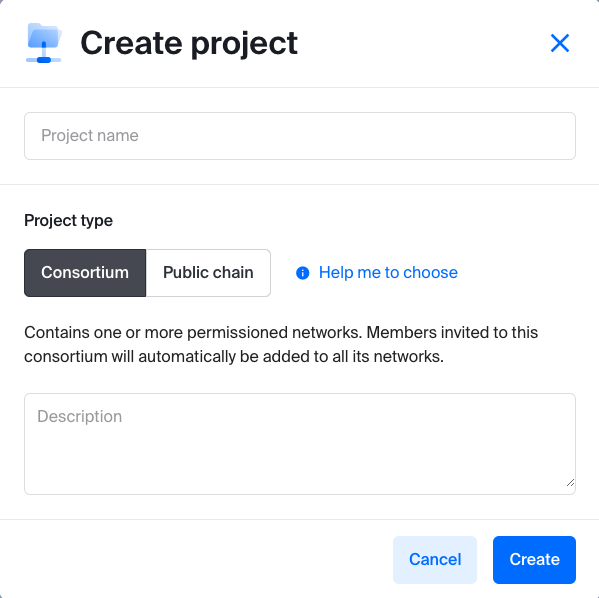 Create project
Project name
Project type
Consortium
Public chain
Help me to choose
Contains one or more permissioned networks. Members invited to this
consortium will automatically be added to all its networks.
Description
Cancel
Create